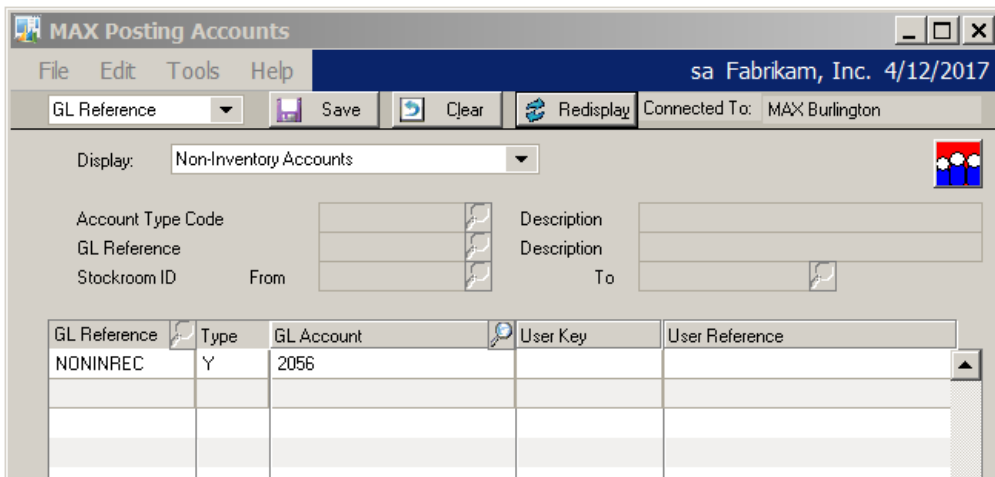 MAX Posting Accounts
File Edit Tools Help sa Fabrikam, Inc. 4/12/2017
GL Reference Save Clear Redisplay Connected To: MAX Burlington
Display: Non-Inventory Accounts
Account Type Code Description
GL Reference Description
Stockroom ID From To
GL Reference Type GL Account User Key User Reference
NONINREC Y 2056